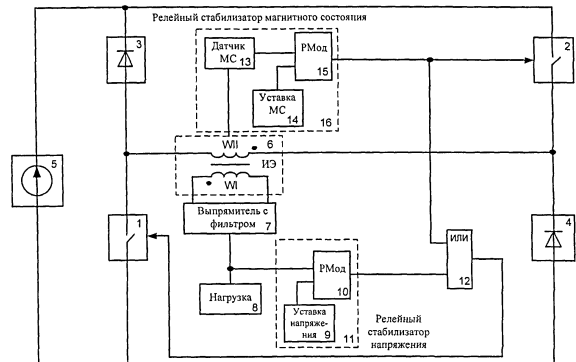 Релейный стабилизатор магнитного состояния
3
Датчик
МС
13
РМод
15
2
Уставка
МС
14
16
WII
6
5
ИЭ
WI
1
Выпрямитель с
фильтром
7
4
ИЛИ
12
РМод
10
Нагрузка
8
Уставка
напряже-
ния
9
11
Релейный
стабилизатор
напряжения